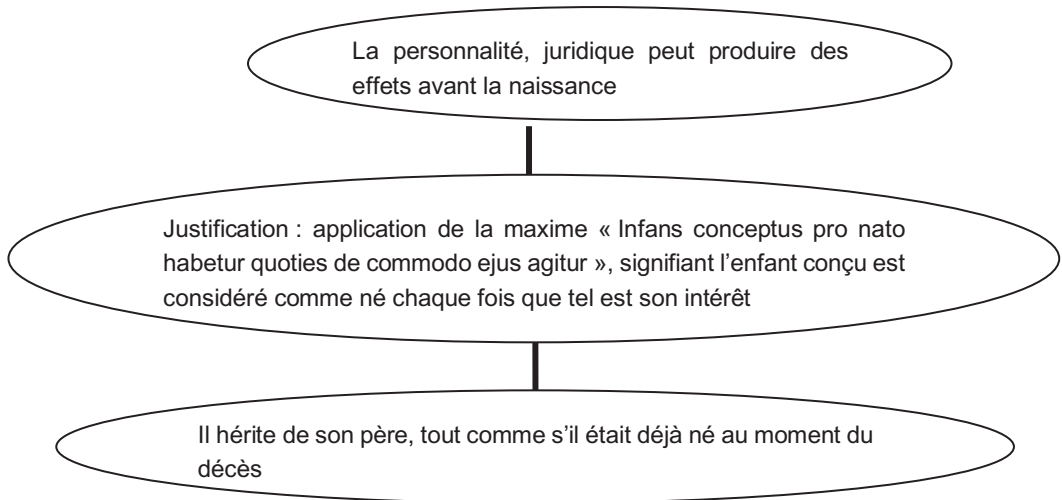 La personnalité, juridique peut produire des
effets avant la naissance
Justification : application de la maxime « Infans conceptus pro nato
habetur quoties de commodo ejus agitur », signifiant l’enfant conçu est
considéré comme né chaque fois que tel est son intérêt
Il hérite de son père, tout comme s’il était déjà né au moment du
décès